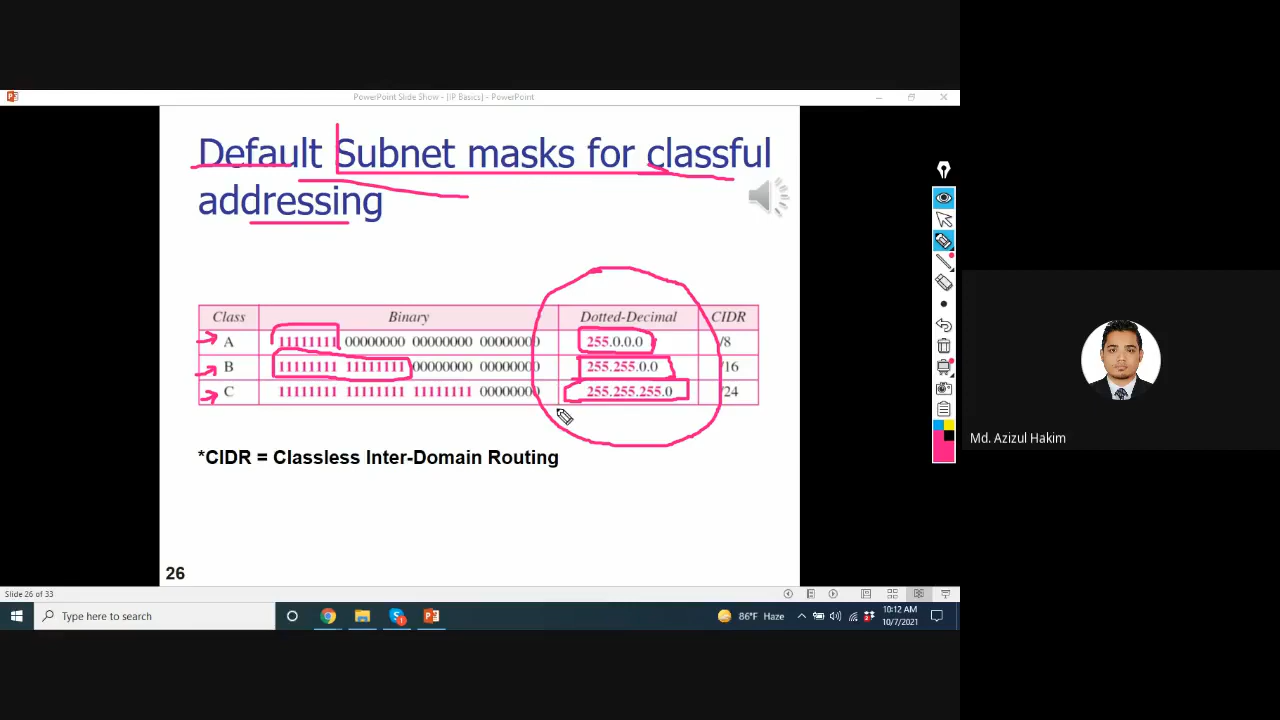 PowerPoint Slide Show - [IP Basics] - PowerPoint
Default Subnet masks for classful
addressing
Class Binary Dotted-Decimal CIDR
A 11111111 00000000 00000000 00000000 255.0.0.0 /8
B 11111111 11111111 00000000 00000000 255.255.0.0 /16
C 11111111 11111111 11111111 00000000 255.255.255.0 /24
*CIDR = Classless Inter-Domain Routing
Md. Azizul Hakim
26
Slide 26 of 33
Type here to search
86°F Haze
10:12 AM
10/7/2021